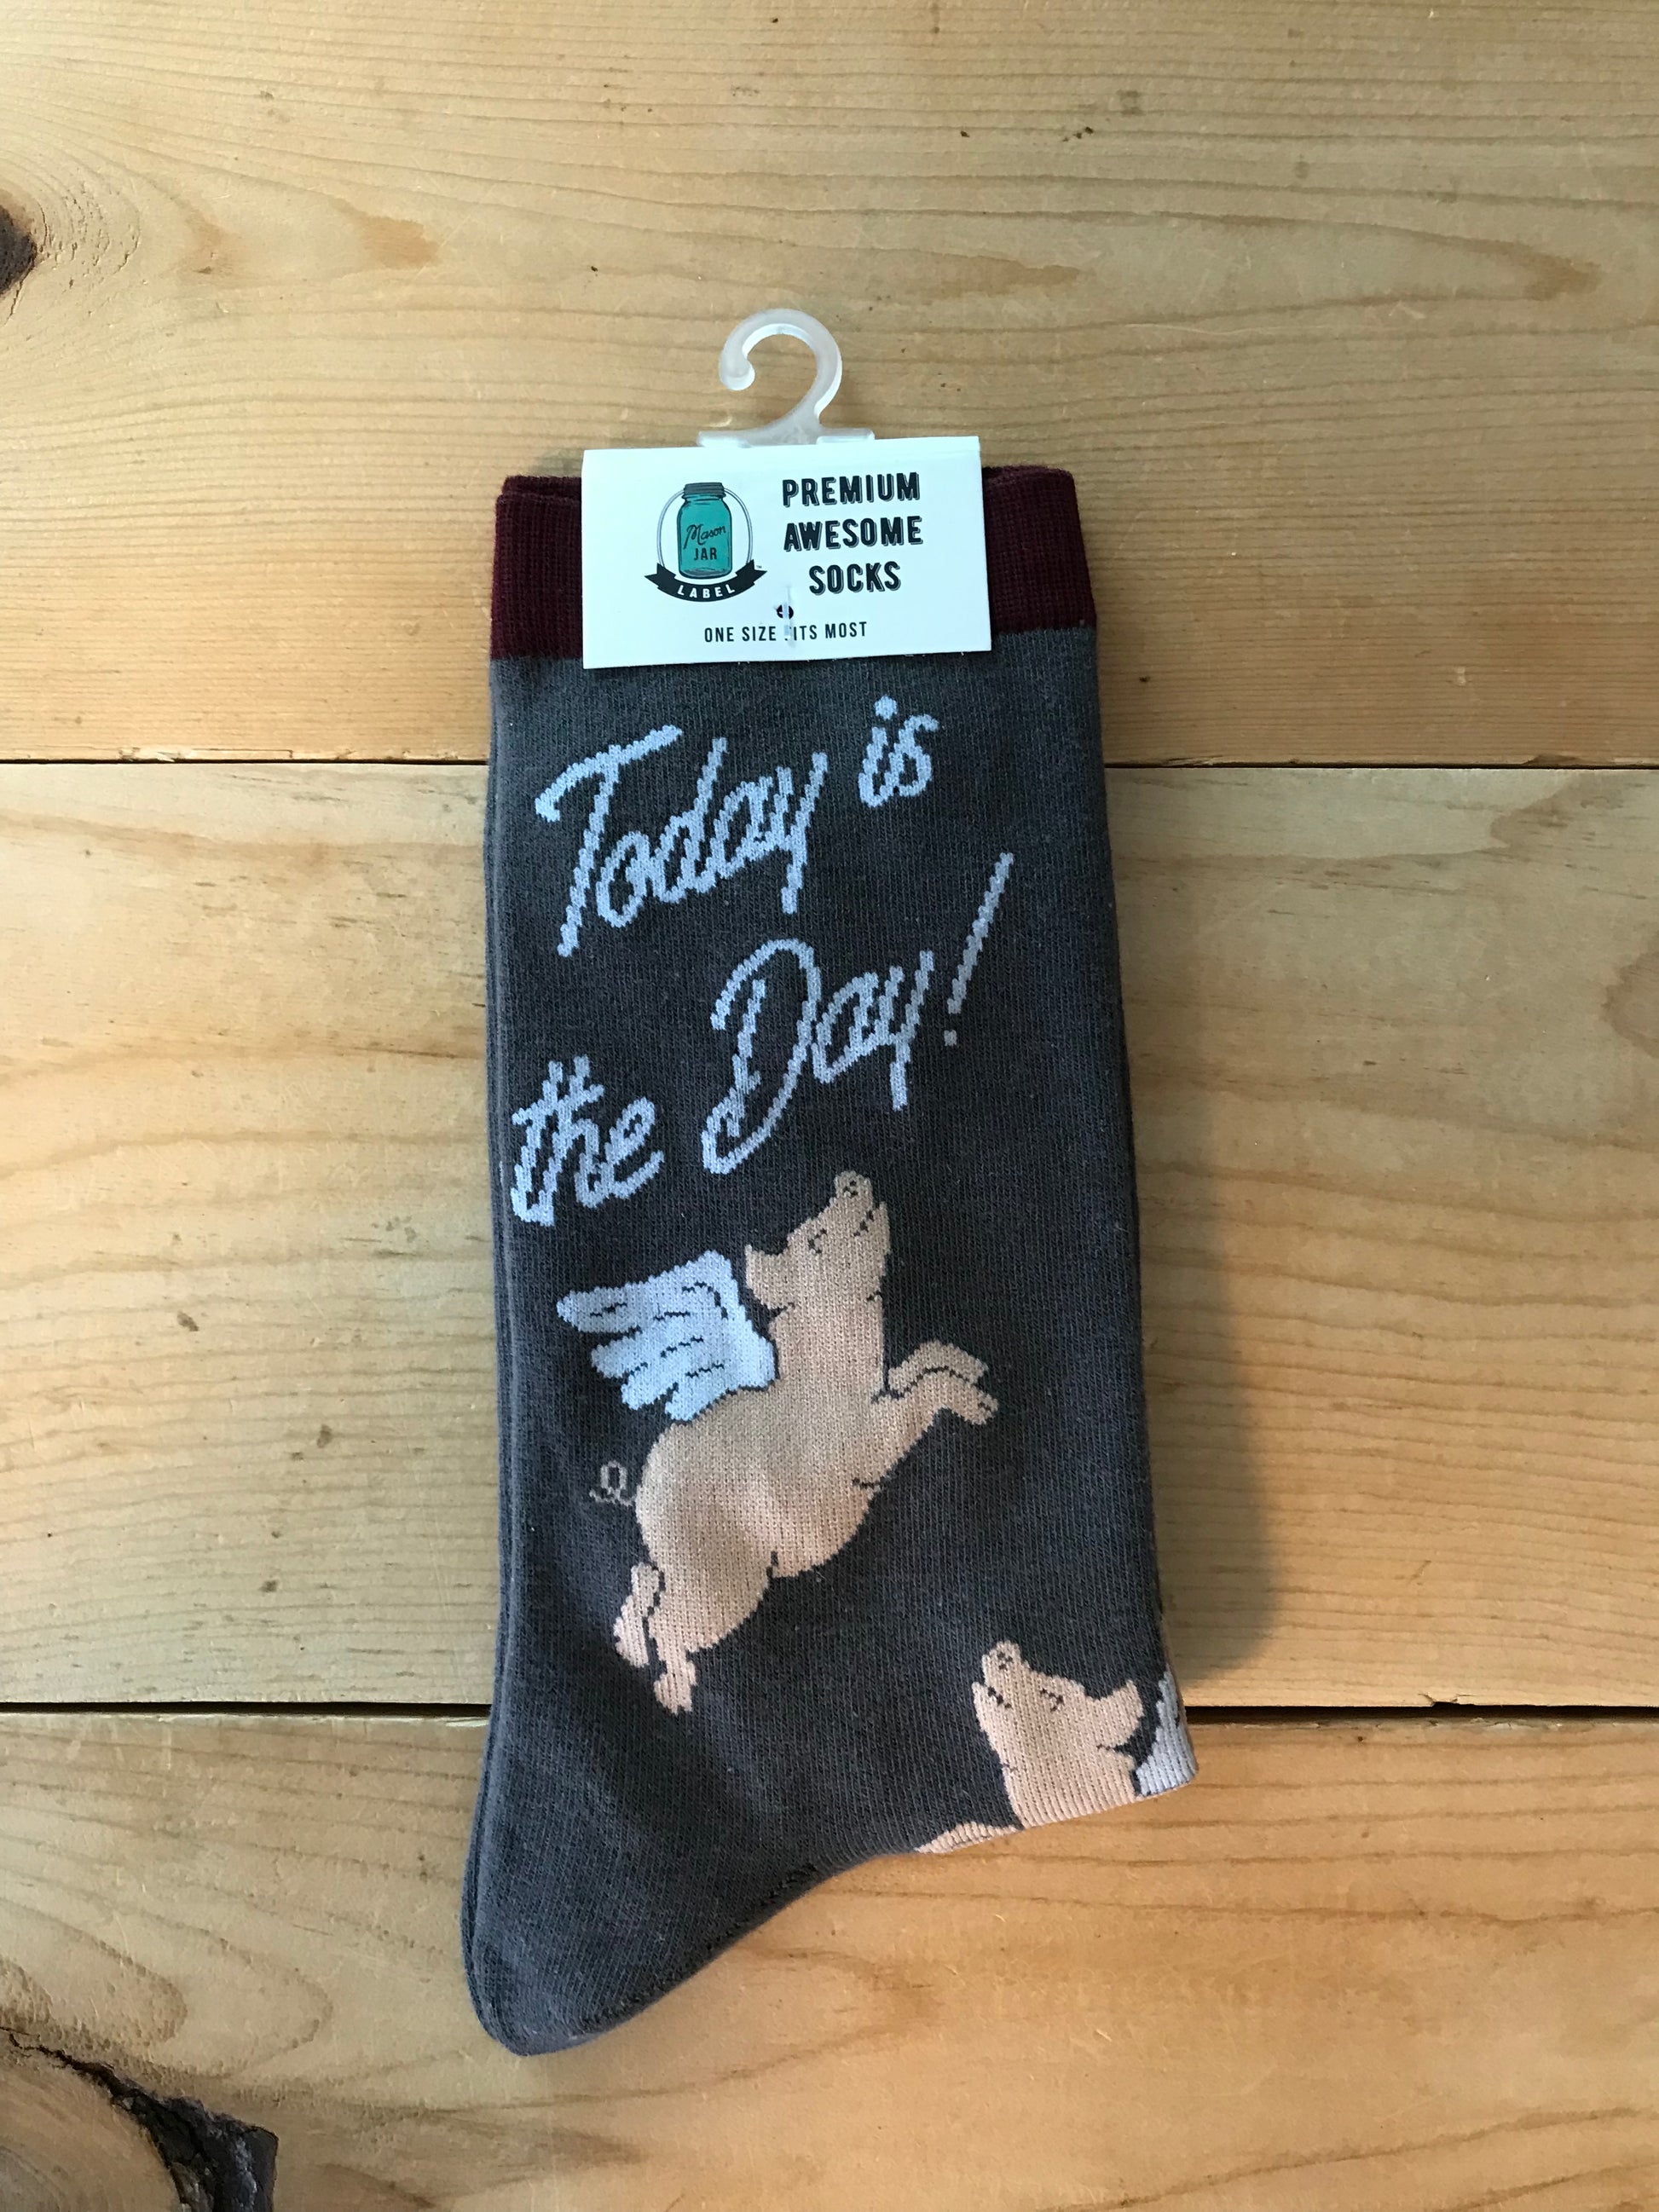 Mason
JAR
LABEL
PREMIUM
AWESOME
SOCKS
ONE SIZE FITS MOST
Today is
the Day!